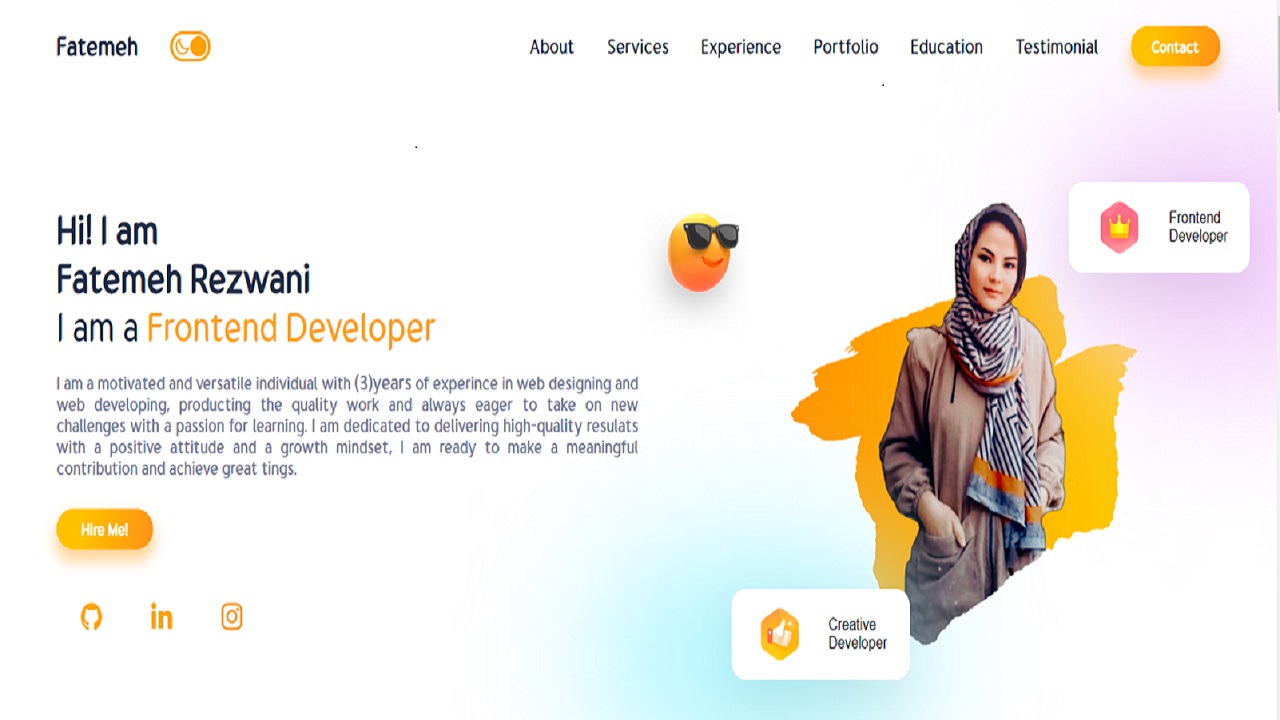 Fatemeh
About Services Experience Portfolio Education Testimonial Contact
Hi! I am
Fatemeh Rezwani
I am a Frontend Developer
I am a motivated and versatile individual with (3)years of experince in web designing and
web developing, producting the quality work and always eager to take on new
challenges with a passion for learning. I am dedicated to delivering high-quality resulats
with a positive attitude and a growth mindset, I am ready to make a meaningful
contribution and achieve great tings.
Hire Me!
in
Frontend
Developer
Creative
Developer